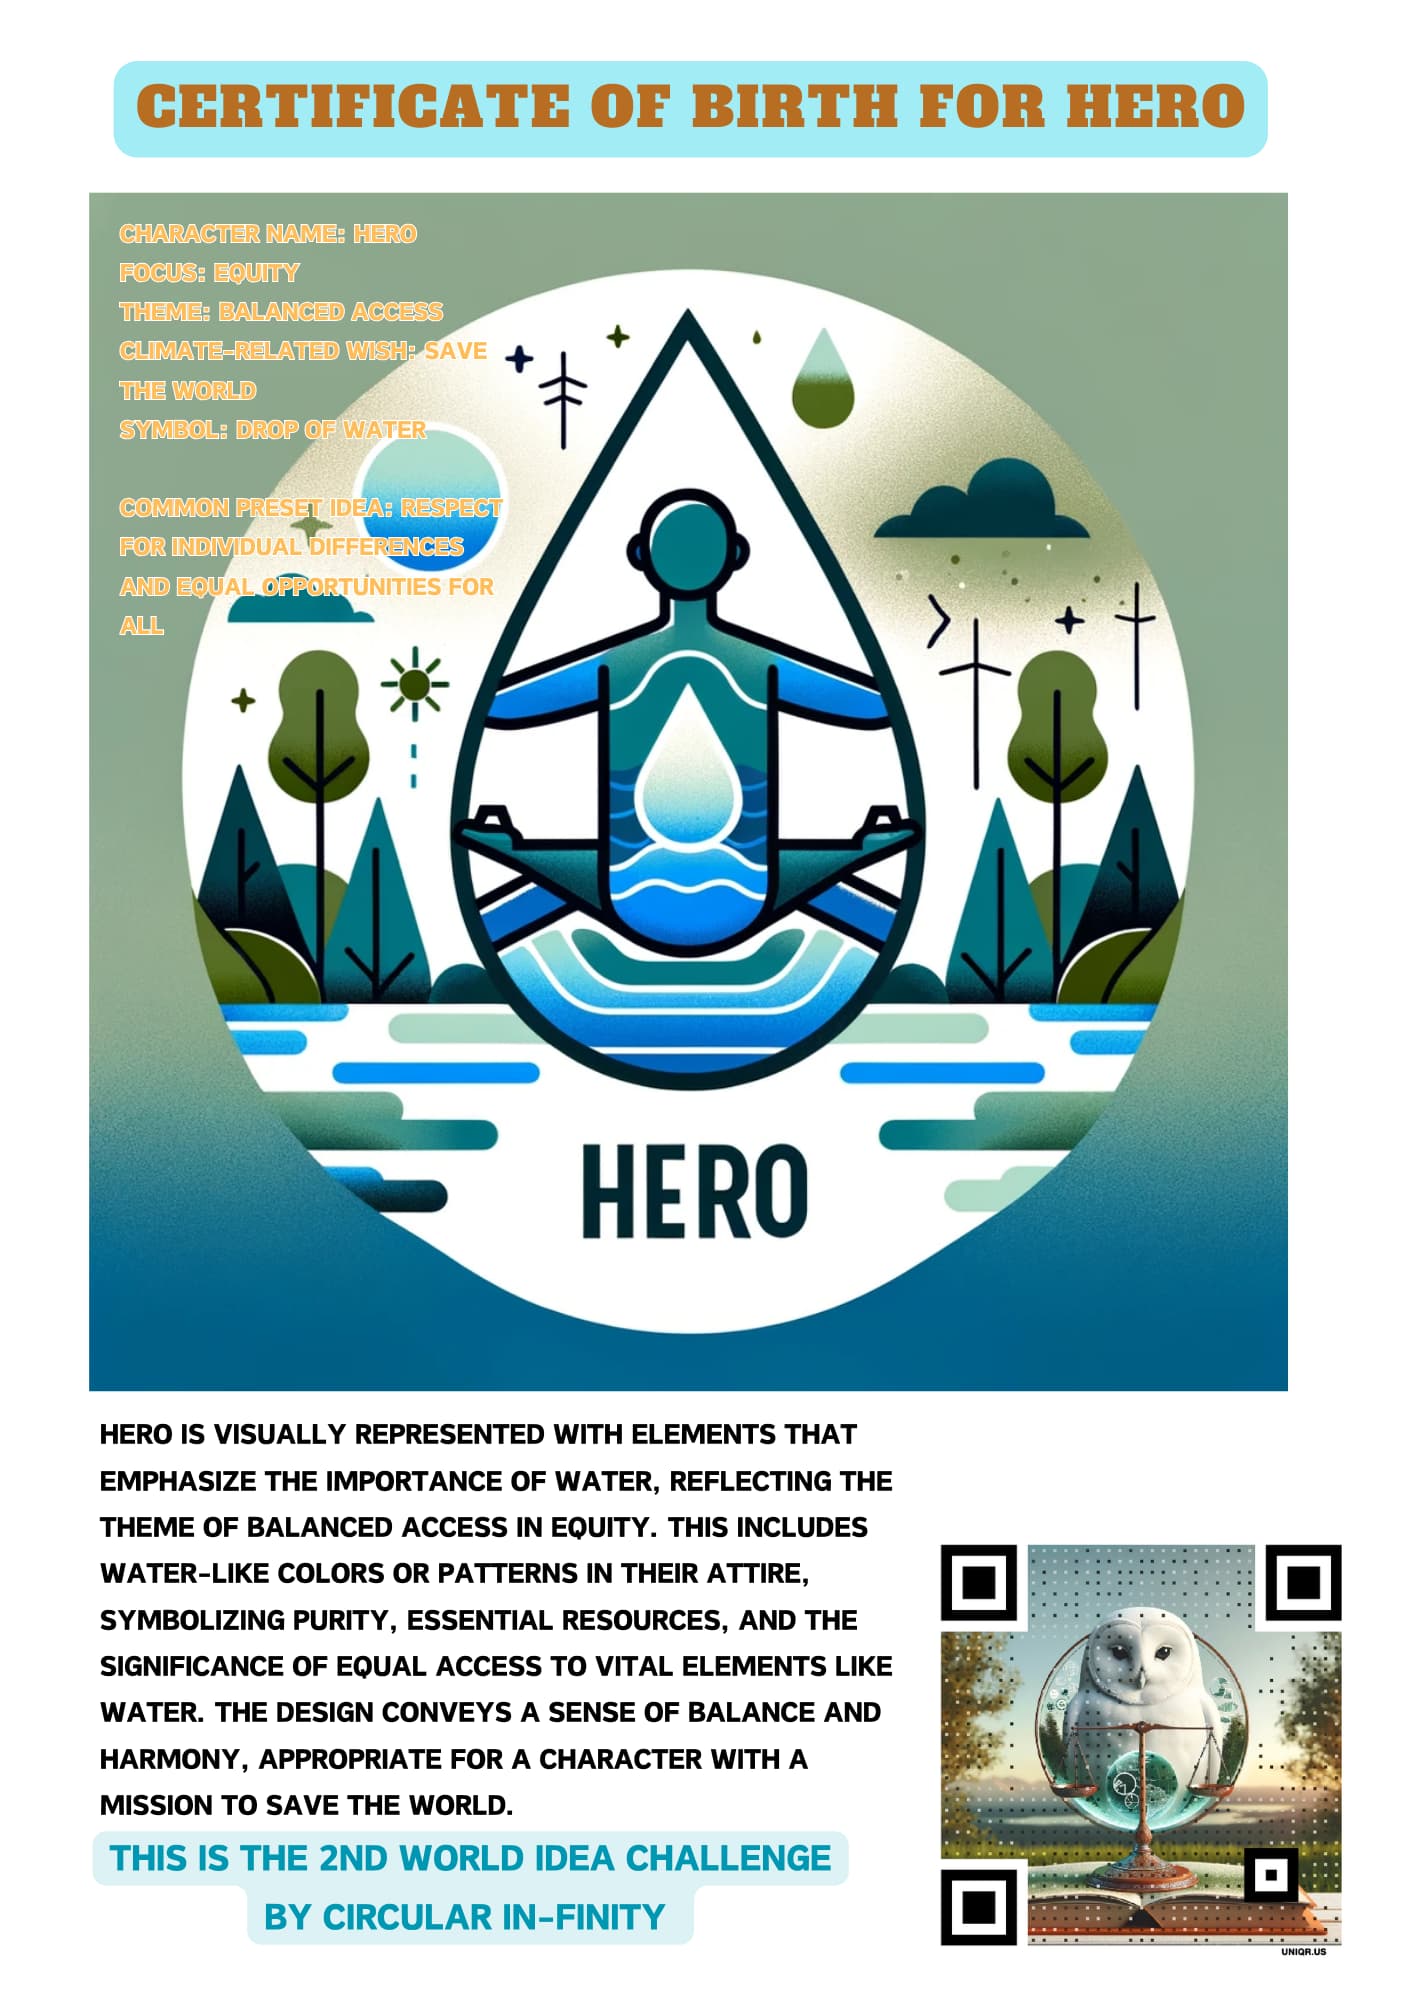 CERTIFICATE OF BIRTH FOR HERO
CHARACTER NAME: HERO
FOCUS: EQUITY
THEME: BALANCED ACCESS
CLIMATE-RELATED WISH: SAVE
THE WORLD
SYMBOL: DROP OF WATER
COMMON PRESET IDEA: RESPECT
FOR INDIVIDUAL DIFFERENCES
AND EQUAL OPPORTUNITIES FOR
ALL
HERO
HERO IS VISUALLY REPRESENTED WITH ELEMENTS THAT
EMPHASIZE THE IMPORTANCE OF WATER, REFLECTING THE
THEME OF BALANCED ACCESS IN EQUITY. THIS INCLUDES
WATER-LIKE COLORS OR PATTERNS IN THEIR ATTIRE,
SYMBOLIZING PURITY, ESSENTIAL RESOURCES, AND THE
SIGNIFICANCE OF EQUAL ACCESS TO VITAL ELEMENTS LIKE
WATER. THE DESIGN CONVEYS A SENSE OF BALANCE AND
HARMONY, APPROPRIATE FOR A CHARACTER WITH A
MISSION TO SAVE THE WORLD.
THIS IS THE 2ND WORLD IDEA CHALLENGE
BY CIRCULAR IN-FINITY
UNIQR.US